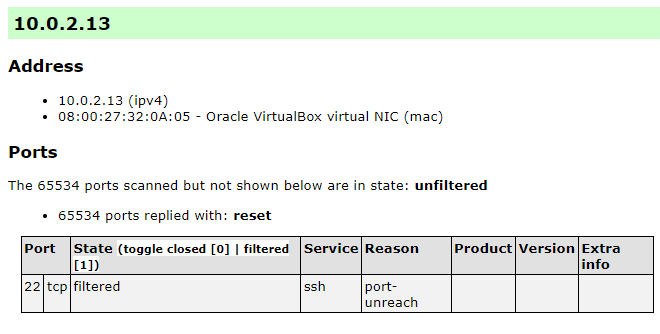 10.0.2.13
Address
10.0.2.13 (ipv4)
08:00:27:32:0A:05 - Oracle VirtualBox virtual NIC (mac)
Ports
The 65534 ports scanned but not shown below are in state: unfiltered
65534 ports replied with: reset
Port State (toggle closed [0] | filtered [1]) Service Reason Product Version Extra info
22 tcp filtered ssh port-unreach